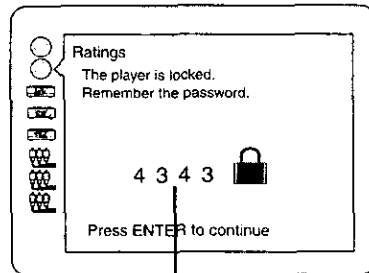 Ratings
The player is locked.
Remember the password.
4 3 4 3
Press ENTER to continue